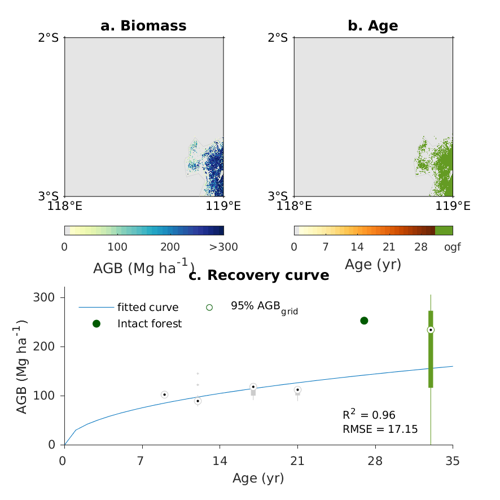 a. Biomass
b. Age
2°S
2°S
3°S
3°S
118°E
119°E
118°E
119°E
0 100 200 >300
AGB (Mg ha⁻¹)
0 7 14 21 28 ogf
Age (yr)
c. Recovery curve
fitted curve
95% AGB_grid
Intact forest
300
200
100
0
AGB (Mg ha⁻¹)
R² = 0.96
RMSE = 17.15
0 7 14 21 28 35
Age (yr)